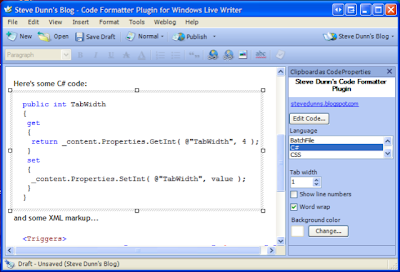 Steve Dunn's Blog - Code Formatter Plugin for Windows Live Writer
File Edit View Insert Format Table Tools Weblog Help
New Open Save Draft Normal Publish Steve Dunn's Blog
Paragraph
Here's some C# code:
public int TabWidth
{
get
{
return _content.Properties.GetInt( @"TabWidth", 4 );
}
set
{
_content.Properties.SetInt( @"TabWidth", value );
}
}
and some XML markup...
<Triggers>
Clipboard as CodeProperties
Steve Dunn's Code Formatter
Plugin
stevedunns.blogspot.com
Edit Code...
Language
BatchFile
C#
CSS
Tab width
1
Show line numbers
Word wrap
Background color
Change...
Draft - Unsaved (Steve Dunn's Blog)